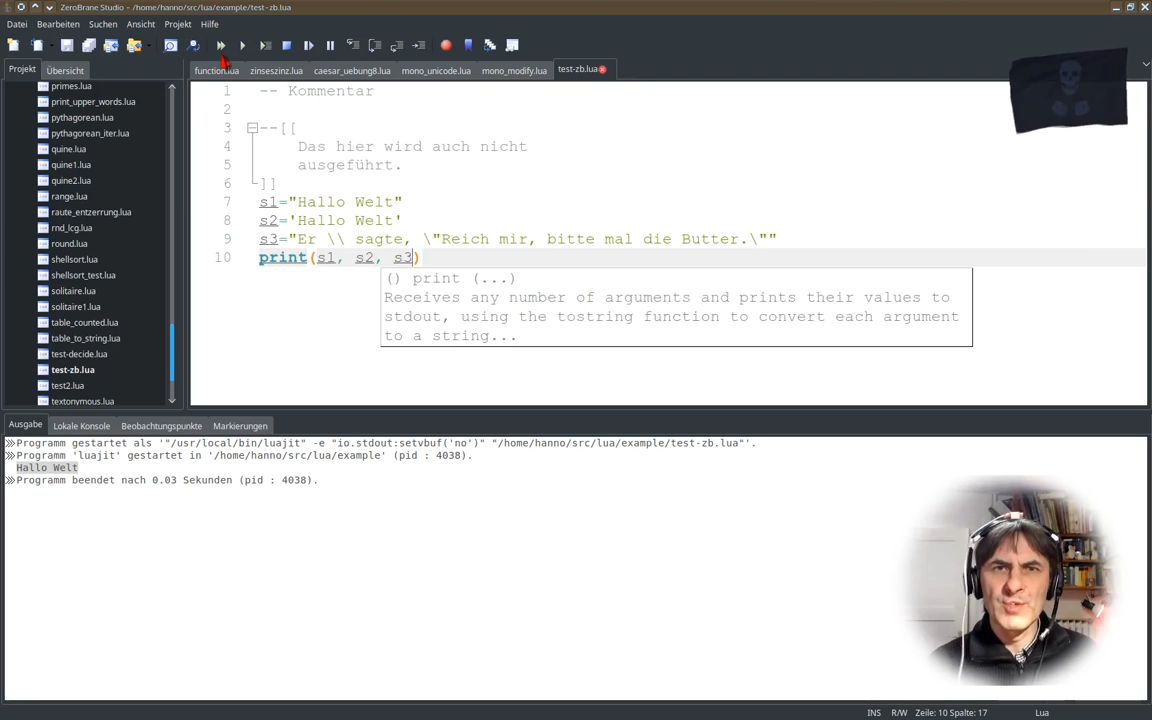 ZeroBrane Studio - /home/hanno/src/lua/example/test-zb.lua
Datei Bearbeiten Suchen Ansicht Projekt Hilfe
Projekt Übersicht
function.lua zinseszinz.lua caesar_uebung8.lua mono_unicode.lua mono_modify.lua test-zb.lua
primes.lua
print_upper_words.lua
pythagorean.lua
pythagorean_iter.lua
quine.lua
quine1.lua
quine2.lua
range.lua
raute_entzerrung.lua
rnd_lcg.lua
round.lua
shellsort.lua
shellsort_test.lua
solitaire.lua
solitaire1.lua
table_counted.lua
table_to_string.lua
test-decide.lua
test-zb.lua
test2.lua
textonymous.lua
1 -- Kommentar
2
3 --[[
4 Das hier wird auch nicht
5 ausgeführt.
6 ]]
7 s1="Hallo Welt"
8 s2='Hallo Welt'
9 s3="Er \\ sagte, \"Reich mir, bitte mal die Butter.\""
10 print(s1, s2, s3)
() print (...)
Receives any number of arguments and prints their values to
stdout, using the tostring function to convert each argument
to a string...
Ausgabe Lokale Konsole Beobachtungspunkte Markierungen
Programm gestartet als '"/usr/local/bin/luajit" -e "io.stdout:setvbuf('no')" "/home/hanno/src/lua/example/test-zb.lua"'.
Programm 'luajit' gestartet in '/home/hanno/src/lua/example' (pid : 4038).
Hallo Welt
Programm beendet nach 0.03 Sekunden (pid : 4038).
INS R/W Zeile: 10 Spalte: 17 Lua